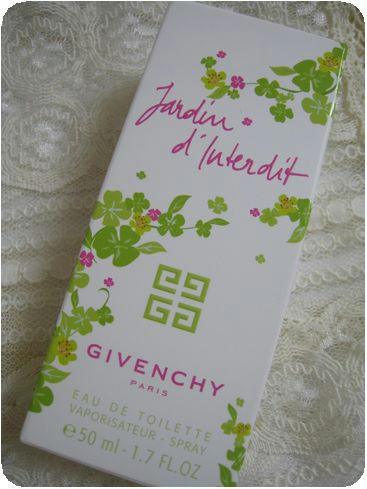 Jardin
d'Interdit
GIVENCHY
PARIS
EAU DE TOILETTE
VAPORISATEUR - SPRAY
℮ 50 ml - 1.7 FL.OZ